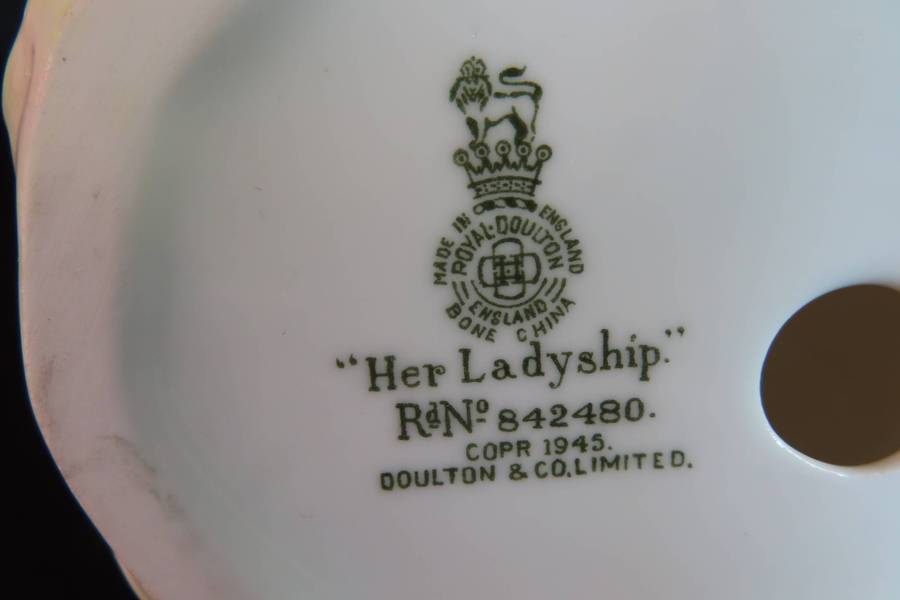 MADE IN ENGLAND
ROYAL·DOULTON
ENGLAND
BONE CHINA
"Her Ladyship."
RdNo 842480.
COPR 1945.
DOULTON & CO, LIMITED.